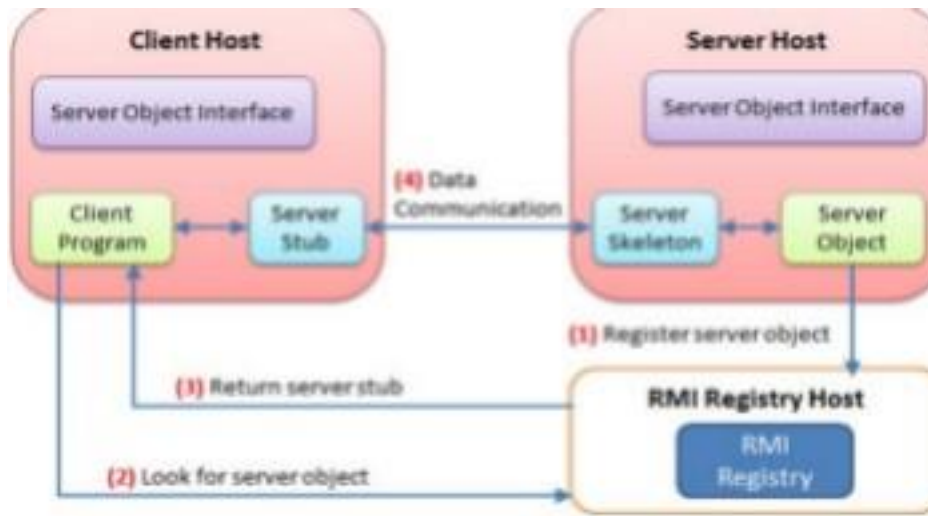 Client Host
Server Object Interface
Client
Program
Server
Stub
(4) Data
Communication
Server Host
Server Object Interface
Server
Skeleton
Server
Object
(1) Register server object
(3) Return server stub
(2) Look for server object
RMI Registry Host
RMI
Registry